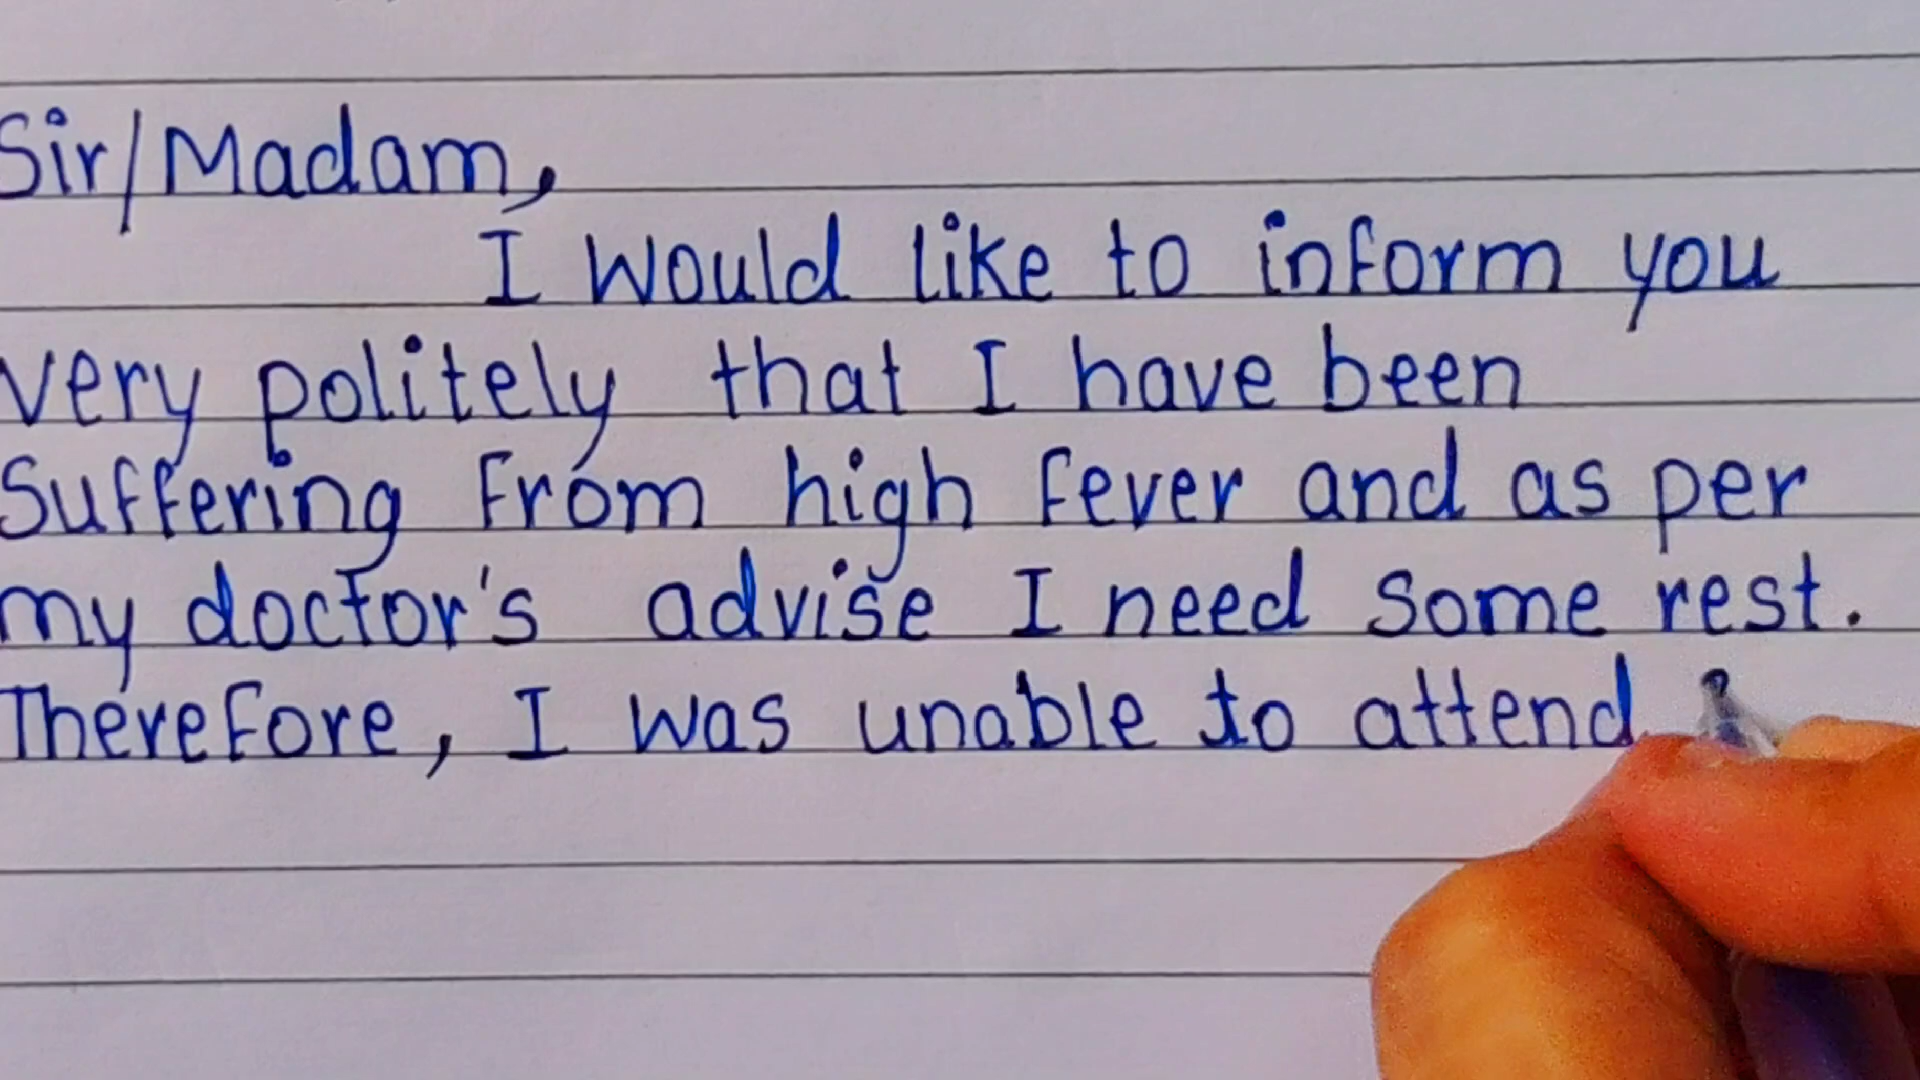 Sir/Madam,
I would like to inform you
very politely that I have been
Suffering from high fever and as per
my doctor's advise I need some rest.
Therefore, I was unable to attend